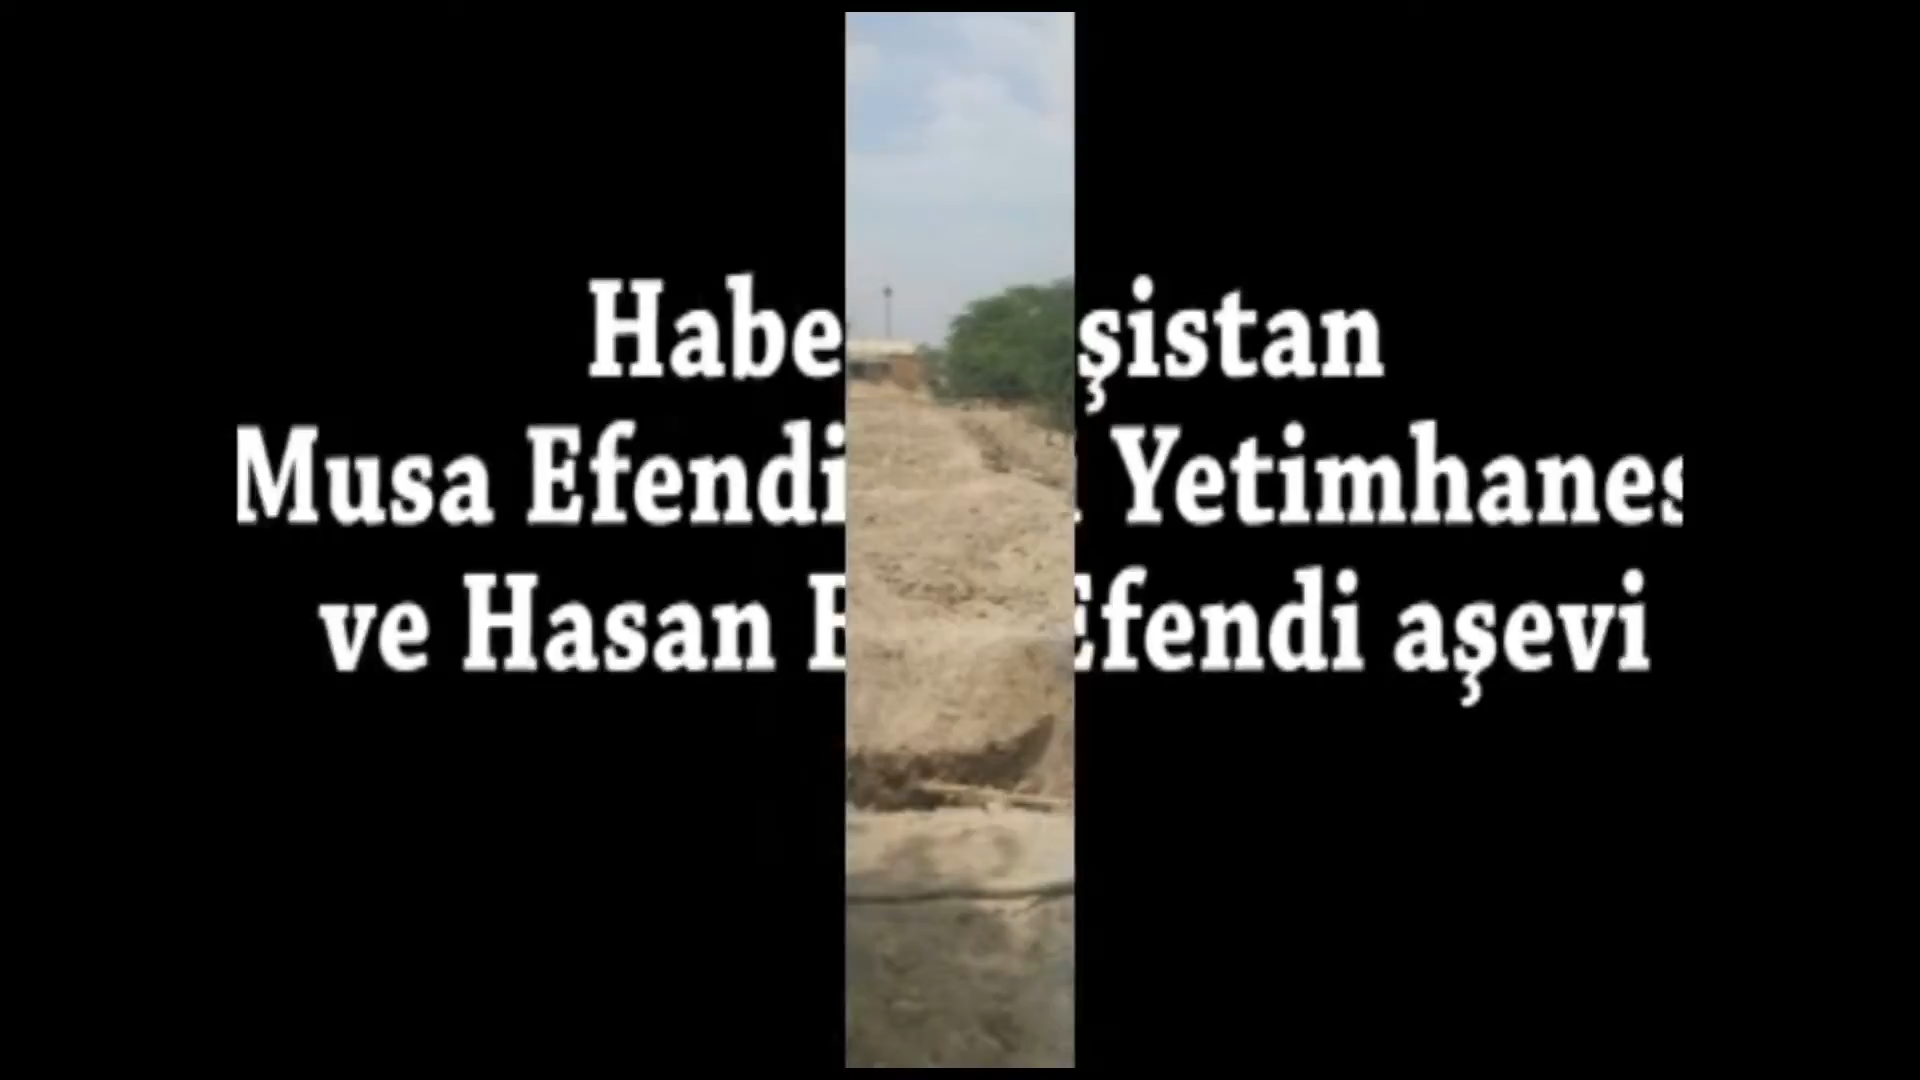 Habe şistan
Musa Efendi Yetimhanes
ve Hasan Efendi aşevi